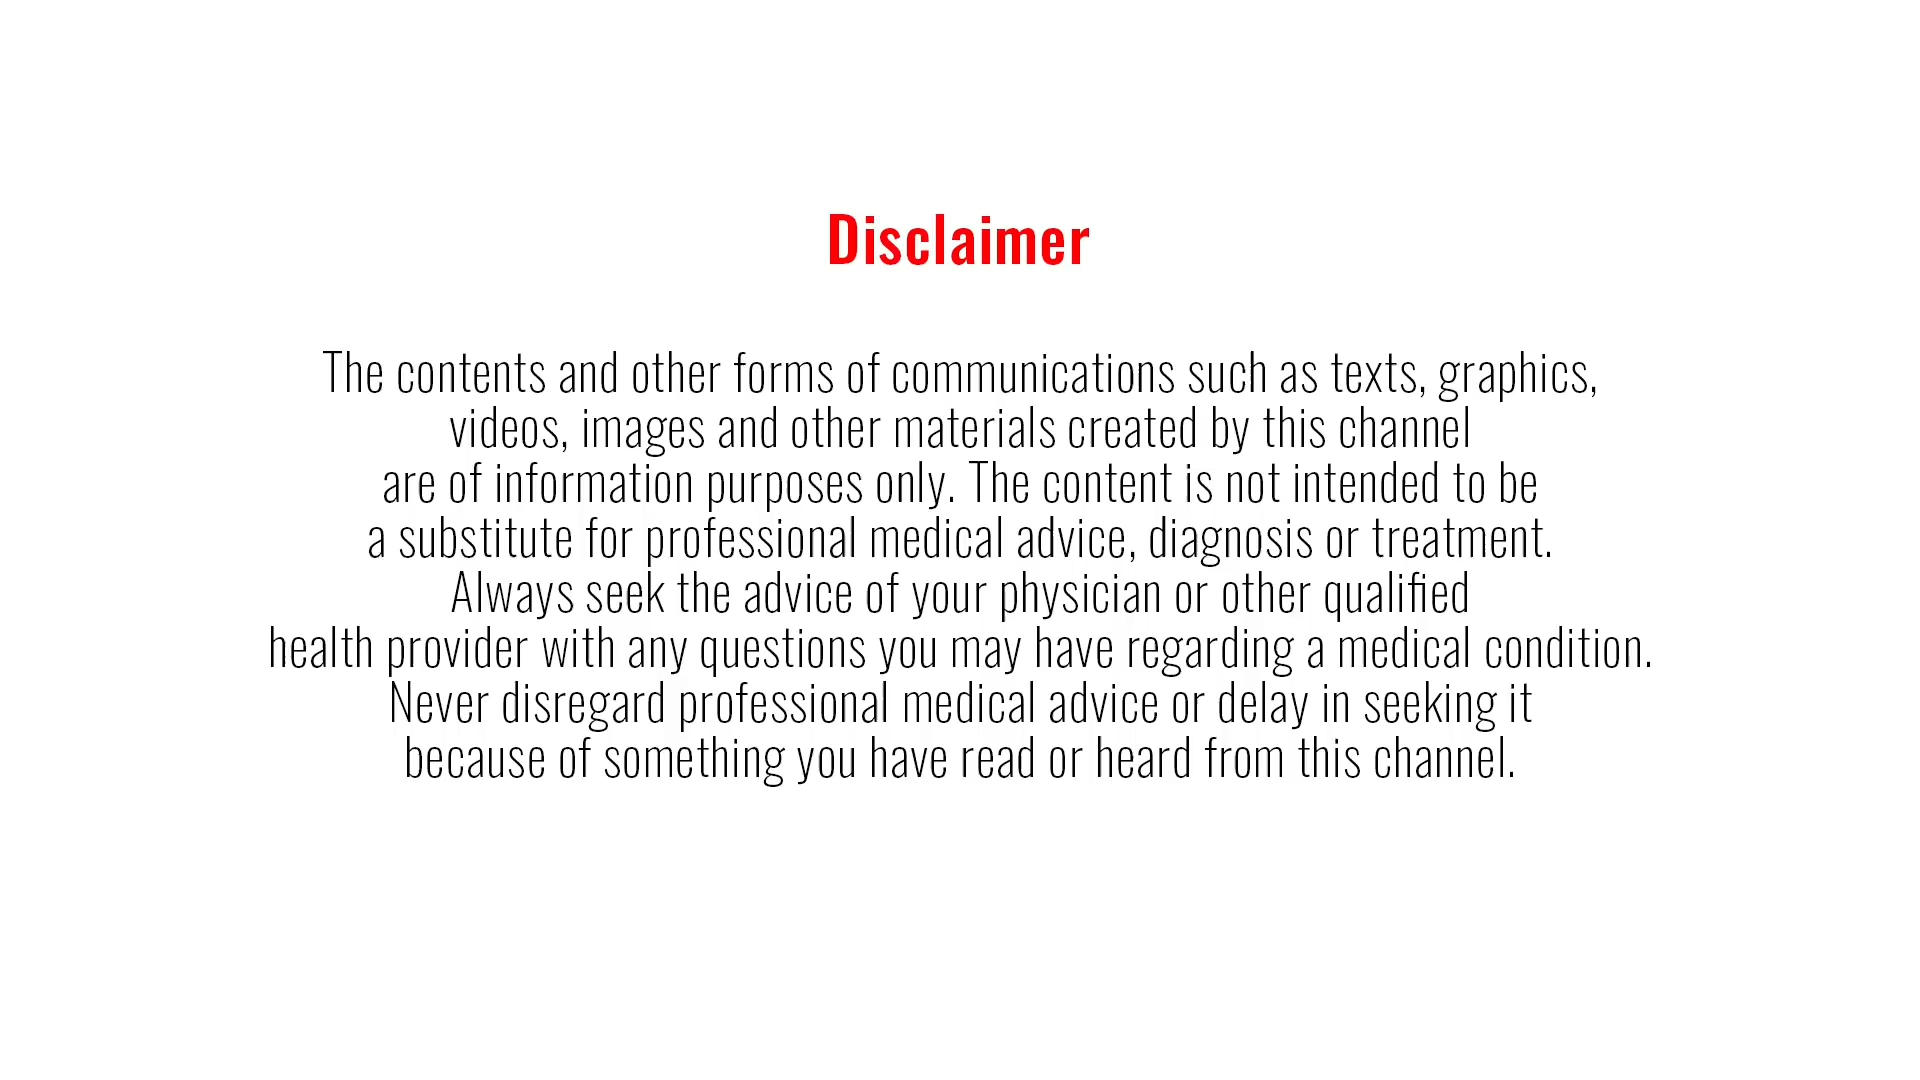 Disclaimer
The contents and other forms of communications such as texts, graphics,
videos, images and other materials created by this channel
are of information purposes only. The content is not intended to be
a substitute for professional medical advice, diagnosis or treatment.
Always seek the advice of your physician or other qualified
health provider with any questions you may have regarding a medical condition.
Never disregard professional medical advice or delay in seeking it
because of something you have read or heard from this channel.